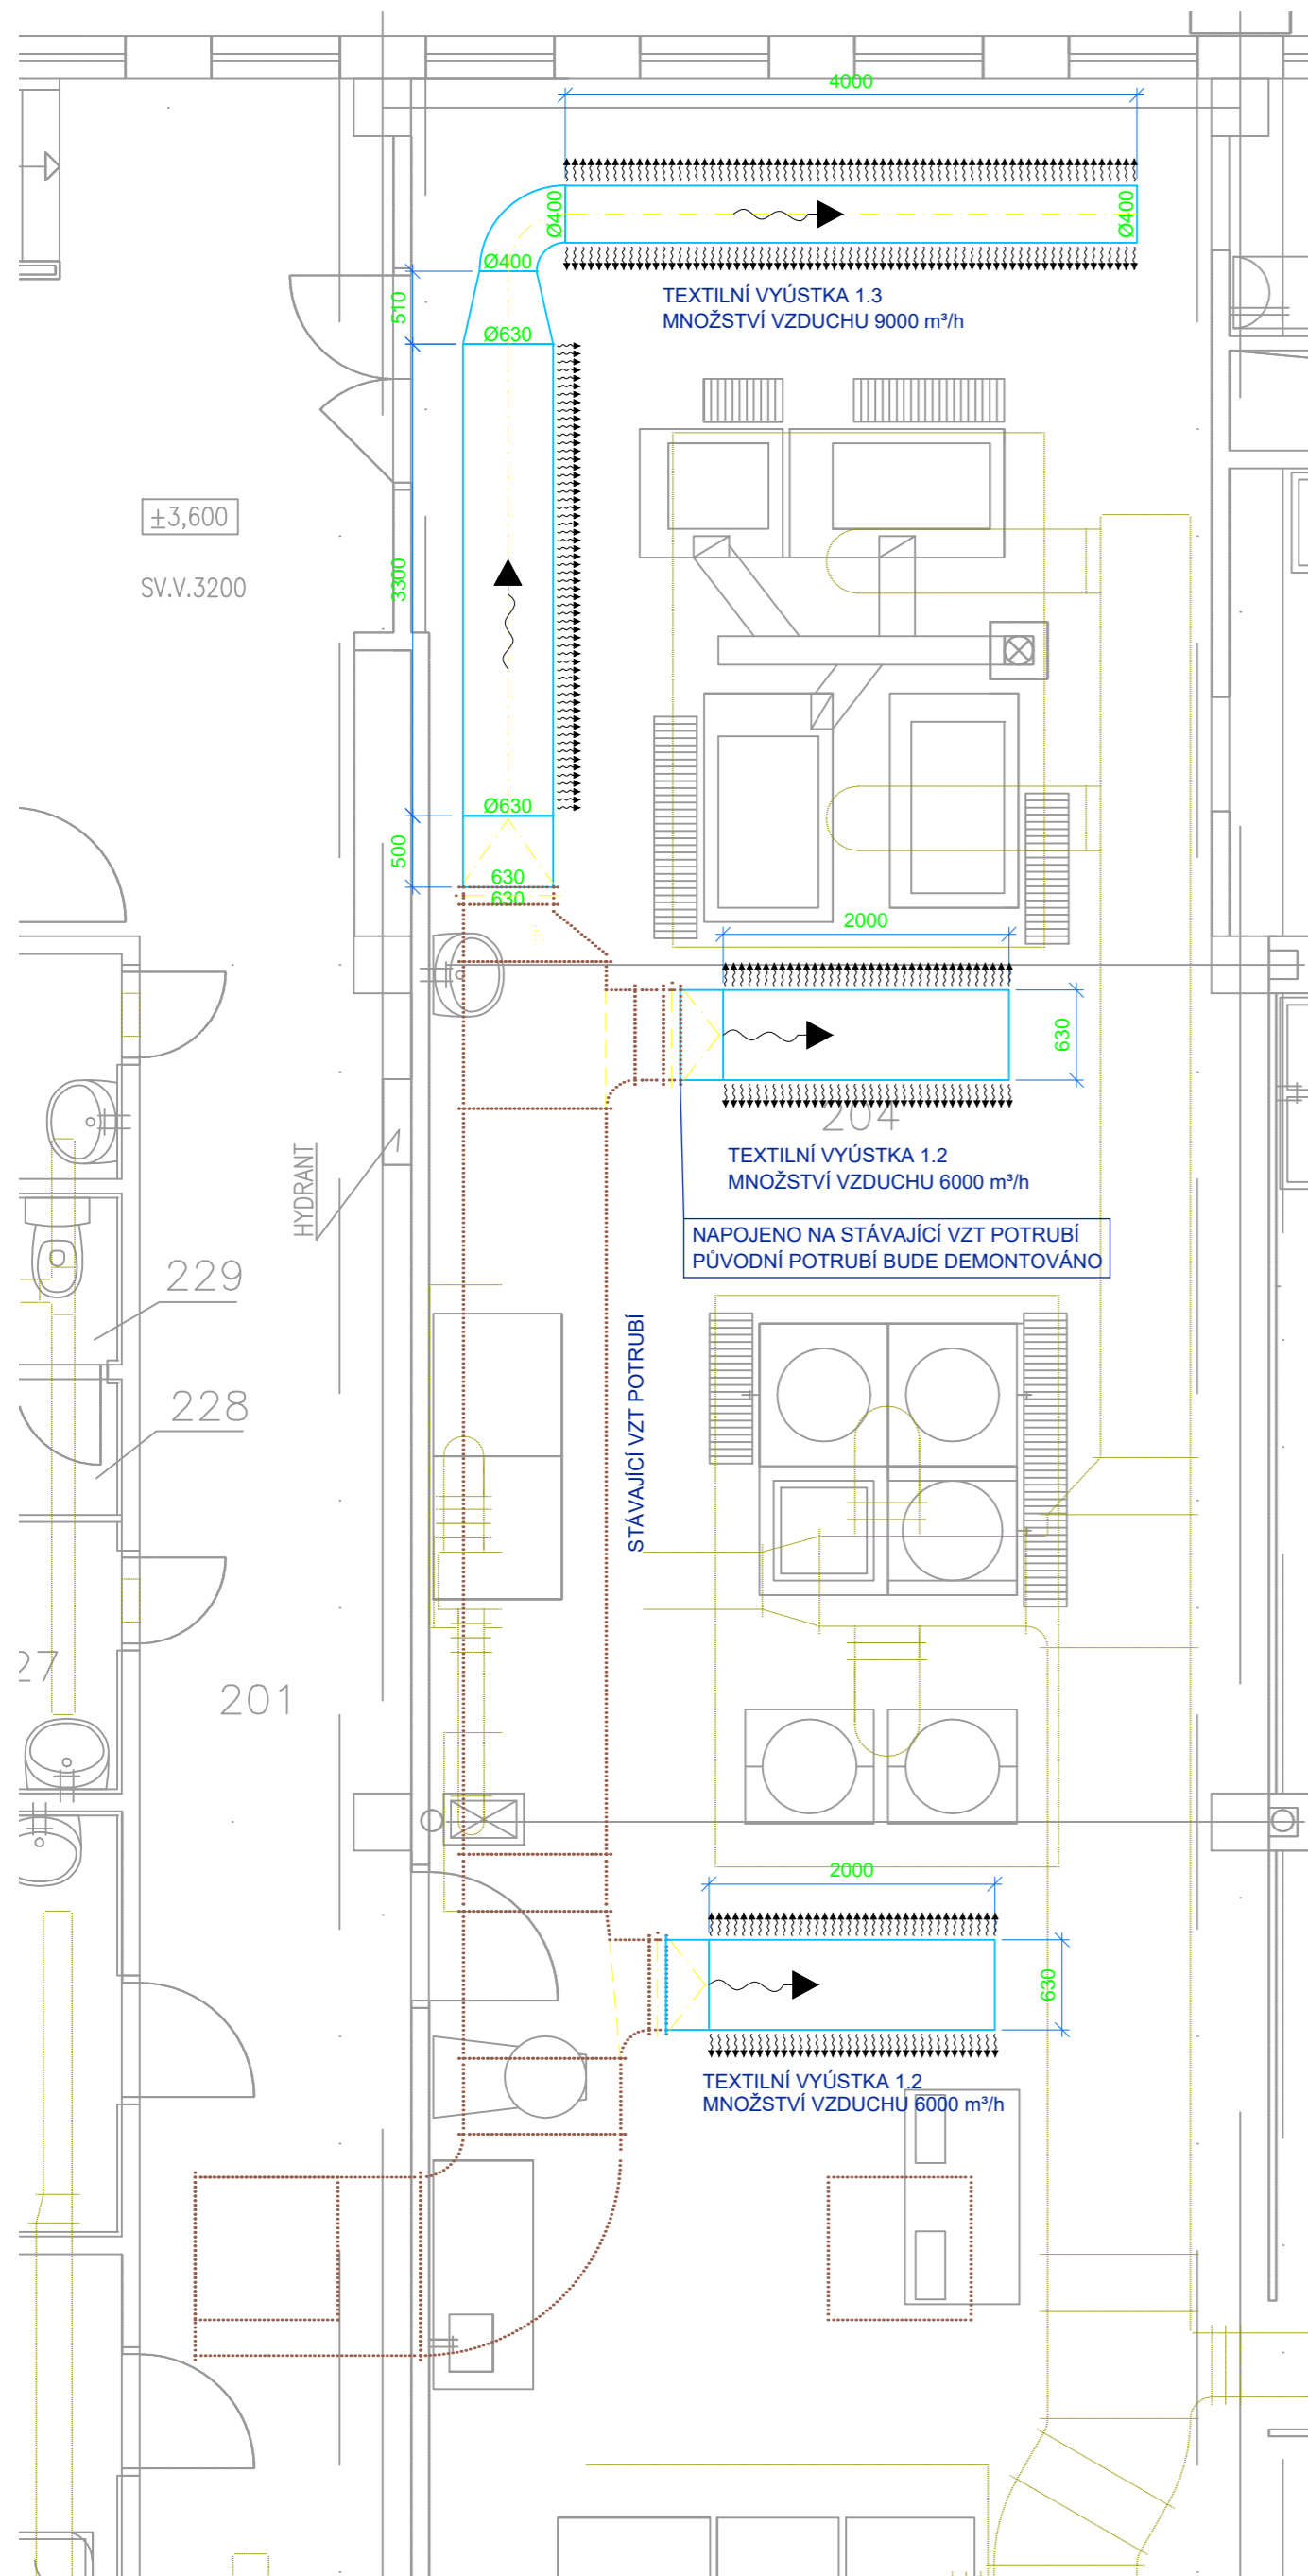 4000
Ø400
Ø400
Ø400
510
TEXTILNÍ VYÚSTKA 1.3
MNOŽSTVÍ VZDUCHU 9000 m³/h
Ø630
±3,600
SV.V.3200
3300
Ø630
500
630
630
2000
630
204
HYDRANT
TEXTILNÍ VYÚSTKA 1.2
MNOŽSTVÍ VZDUCHU 6000 m³/h
NAPOJENO NA STÁVAJÍCÍ VZT POTRUBÍ
PŮVODNÍ POTRUBÍ BUDE DEMONTOVÁNO
229
STÁVAJÍCÍ VZT POTRUBÍ
228
27
201
2000
630
TEXTILNÍ VYÚSTKA 1.2
MNOŽSTVÍ VZDUCHU 6000 m³/h